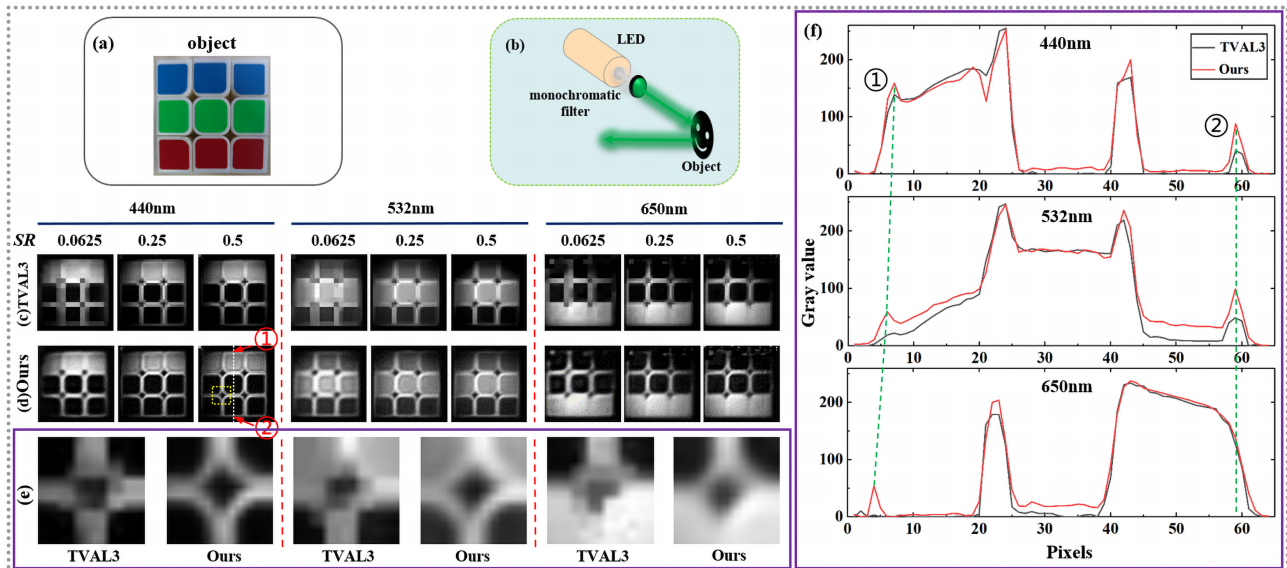 (a)
object
(b)
LED
monochromatic
filter
Object
440nm 532nm 650nm
SR 0.0625 0.25 0.5 0.0625 0.25 0.5 0.0625 0.25 0.5
(c)TVAL3
(d)Ours
①
②
(e)
TVAL3 Ours TVAL3 Ours TVAL3 Ours
(f)
440nm
TVAL3
Ours
①
②
200
100
0
0 10 20 30 40 50 60
532nm
200
100
0
0 10 20 30 40 50 60
650nm
200
100
0
0 10 20 30 40 50 60
Gray value
Pixels